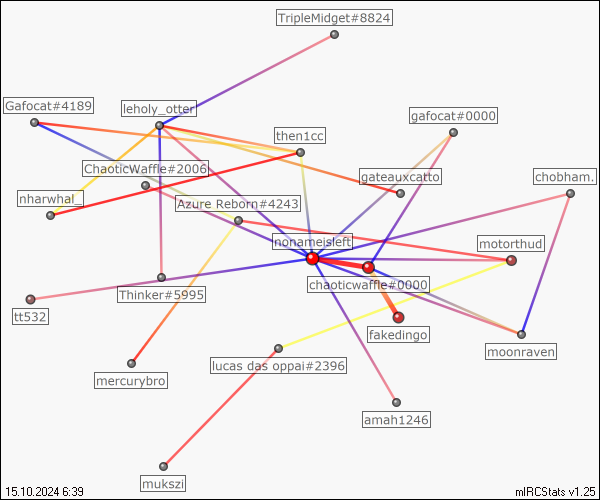 TripleMidget#8824
Gafocat#4189
leholy_otter
gafocat#0000
then1cc
ChaoticWaffle#2006
gateauxcatto
chobham.
nharwhal_
Azure Reborn#4243
nonameisleft
motorthud
chaoticwaffle#0000
Thinker#5995
tt532
fakedingo
moonraven
lucas das oppai#2396
mercurybro
amah1246
mukszi
15.10.2024 6:39
mIRCStats v1.25